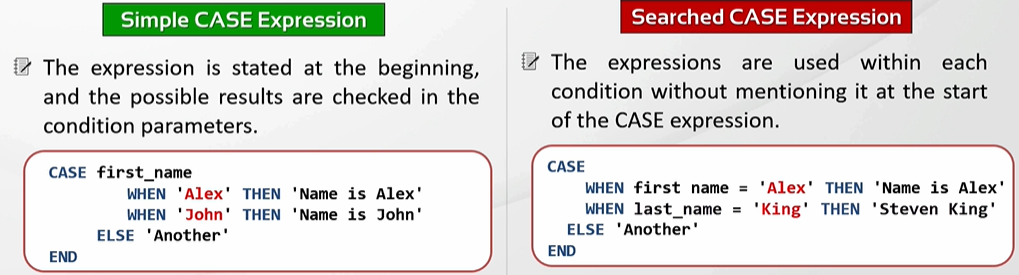 Simple CASE Expression
The expression is stated at the beginning,
and the possible results are checked in the
condition parameters.
CASE first_name
WHEN 'Alex' THEN 'Name is Alex'
WHEN 'John' THEN 'Name is John'
ELSE 'Another'
END
Searched CASE Expression
The expressions are used within each
condition without mentioning it at the start
of the CASE expression.
CASE
WHEN first name = 'Alex' THEN 'Name is Alex'
WHEN last_name = 'King' THEN 'Steven King'
ELSE 'Another'
END